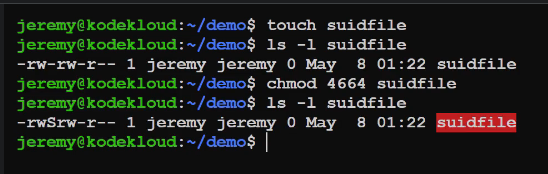 jeremy@kodekloud:~/demo$ touch suidfile
jeremy@kodekloud:~/demo$ ls -l suidfile
-rw-rw-r-- 1 jeremy jeremy 0 May  8 01:22 suidfile
jeremy@kodekloud:~/demo$ chmod 4664 suidfile
jeremy@kodekloud:~/demo$ ls -l suidfile
-rwSrw-r-- 1 jeremy jeremy 0 May  8 01:22 suidfile
jeremy@kodekloud:~/demo$